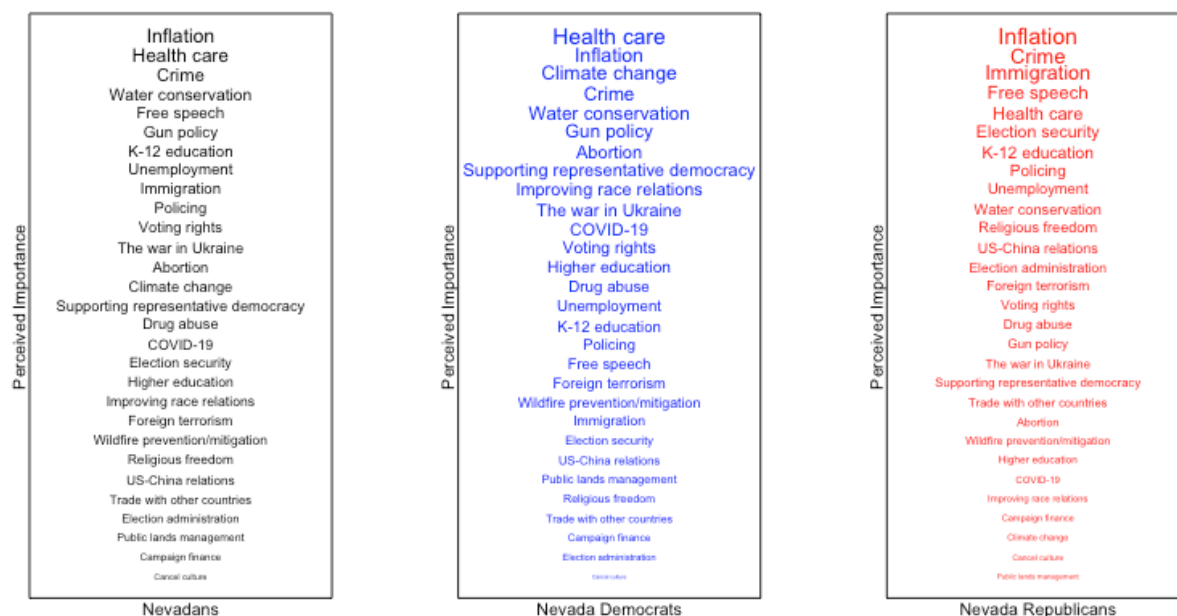 Perceived Importance
Inflation
Health care
Crime
Water conservation
Free speech
Gun policy
K-12 education
Unemployment
Immigration
Policing
Voting rights
The war in Ukraine
Abortion
Climate change
Supporting representative democracy
Drug abuse
COVID-19
Election security
Higher education
Improving race relations
Foreign terrorism
Wildfire prevention/mitigation
Religious freedom
US-China relations
Trade with other countries
Election administration
Public lands management
Campaign finance
Cancel culture
Nevadans
Perceived Importance
Health care
Inflation
Climate change
Crime
Water conservation
Gun policy
Abortion
Supporting representative democracy
Improving race relations
The war in Ukraine
COVID-19
Voting rights
Higher education
Drug abuse
Unemployment
K-12 education
Policing
Free speech
Foreign terrorism
Wildfire prevention/mitigation
Immigration
Election security
US-China relations
Public lands management
Religious freedom
Trade with other countries
Campaign finance
Election administration
Cancel culture
Nevada Democrats
Perceived Importance
Inflation
Crime
Immigration
Free speech
Health care
Election security
K-12 education
Policing
Unemployment
Water conservation
Religious freedom
US-China relations
Election administration
Foreign terrorism
Voting rights
Drug abuse
Gun policy
The war in Ukraine
Supporting representative democracy
Trade with other countries
Abortion
Wildfire prevention/mitigation
Higher education
COVID-19
Improving race relations
Campaign finance
Climate change
Cancel culture
Public lands management
Nevada Republicans